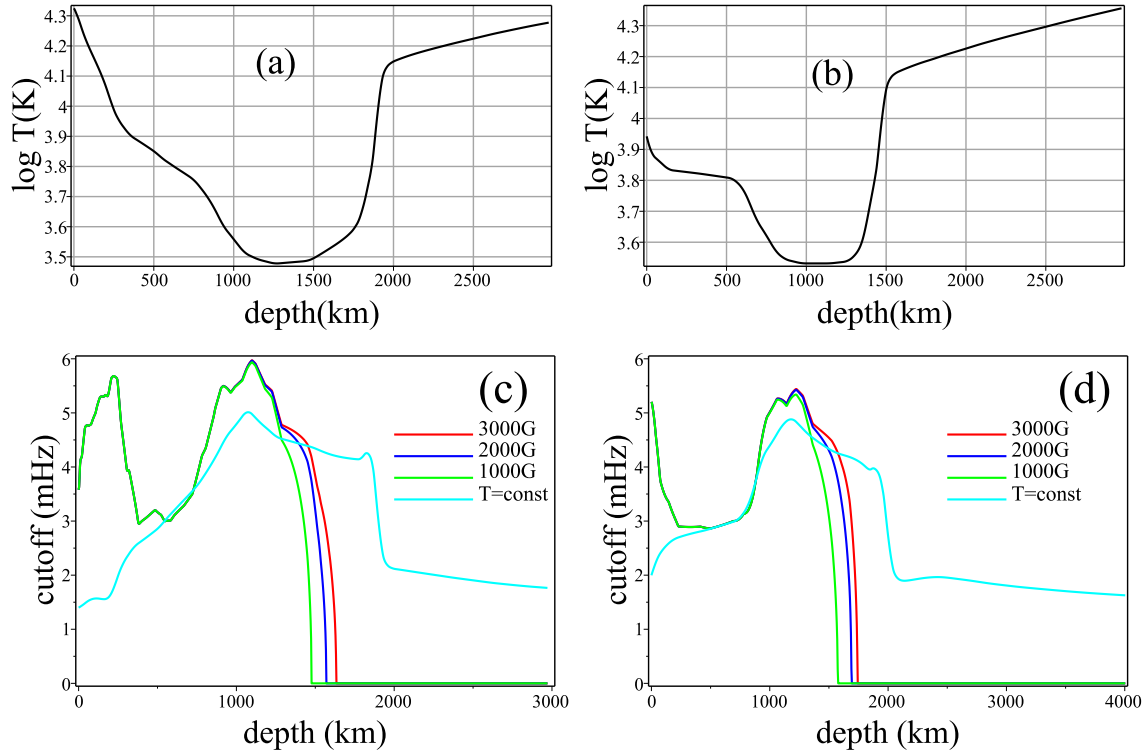 4.3
4.2
4.1
4
3.9
3.8
3.7
3.6
3.5
log T(K)
(a)
0
500
1000
1500
2000
2500
depth(km)
4.3
4.2
4.1
4
3.9
3.8
3.7
3.6
log T(K)
(b)
0
500
1000
1500
2000
2500
depth(km)
6
5
4
3
2
1
0
cutoff (mHz)
(c)
3000G
2000G
1000G
T=const
0
1000
2000
3000
depth (km)
6
5
4
3
2
1
0
cutoff (mHz)
(d)
3000G
2000G
1000G
T=const
0
1000
2000
3000
4000
depth (km)